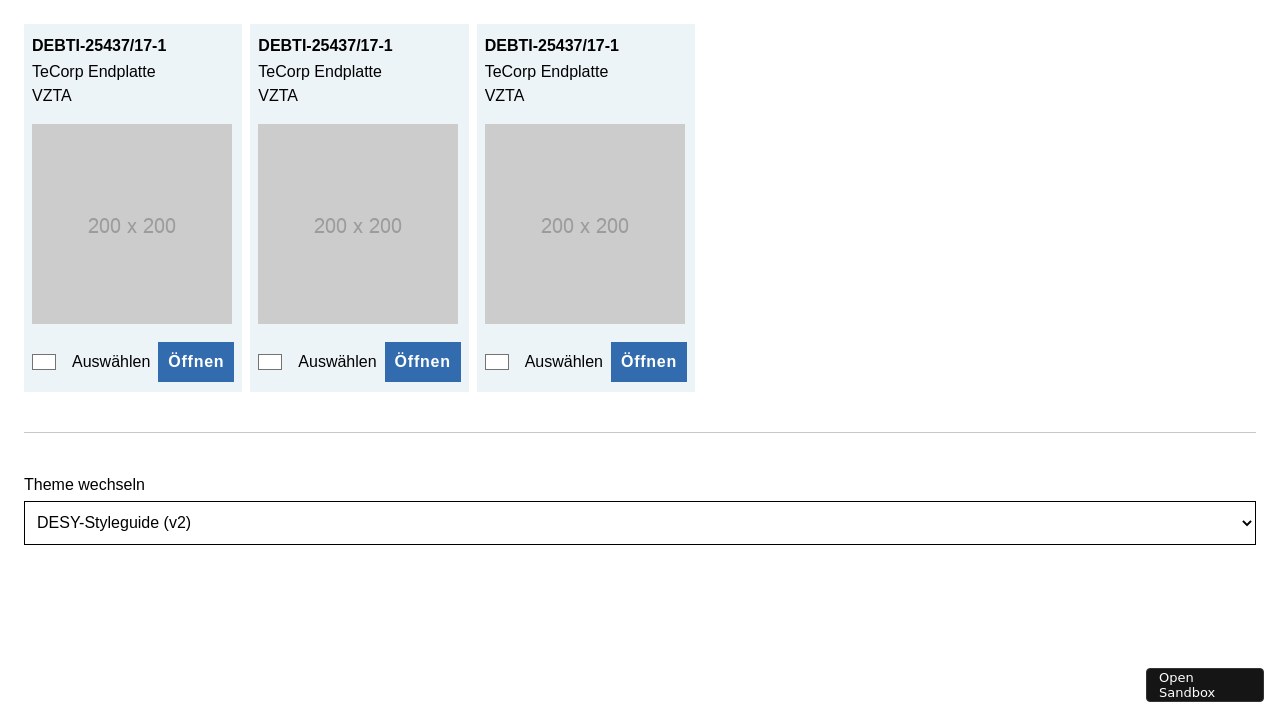 DEBTI-25437/17-1
TeCorp Endplatte
VZTA
200 x 200
Auswählen
Öffnen
DEBTI-25437/17-1
TeCorp Endplatte
VZTA
200 x 200
Auswählen
Öffnen
DEBTI-25437/17-1
TeCorp Endplatte
VZTA
200 x 200
Auswählen
Öffnen
Theme wechseln
DESY-Styleguide (v2)
Open
Sandbox